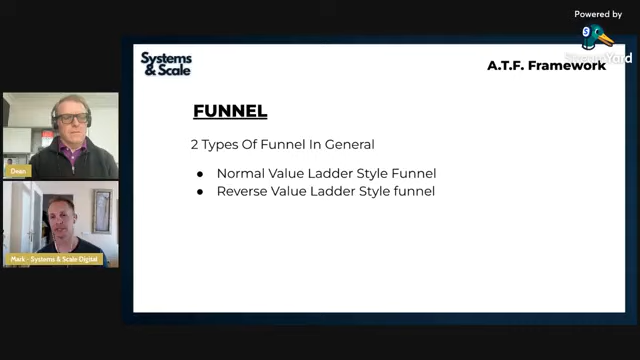 Powered by
StreamYard
Systems
& Scale
A.T.F. Framework
FUNNEL
2 Types Of Funnel In General
● Normal Value Ladder Style Funnel
● Reverse Value Ladder Style funnel
Dean
Mark - Systems & Scale Digital